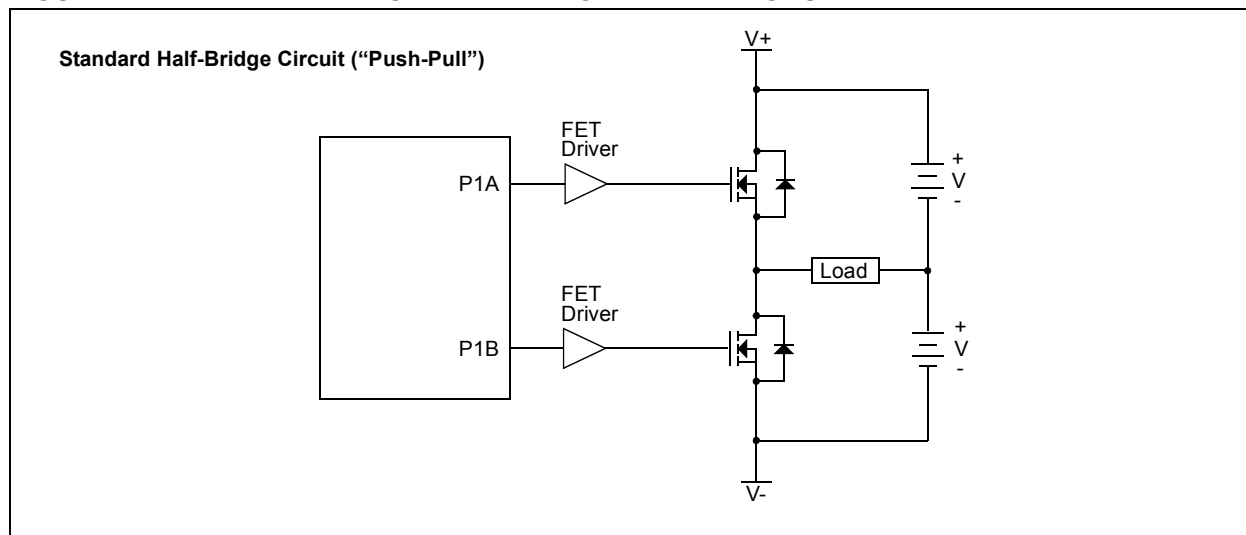 Standard Half-Bridge Circuit (“Push-Pull”)
V+
FET
Driver
P1A
+
V
-
Load
FET
Driver
P1B
+
V
-
V-